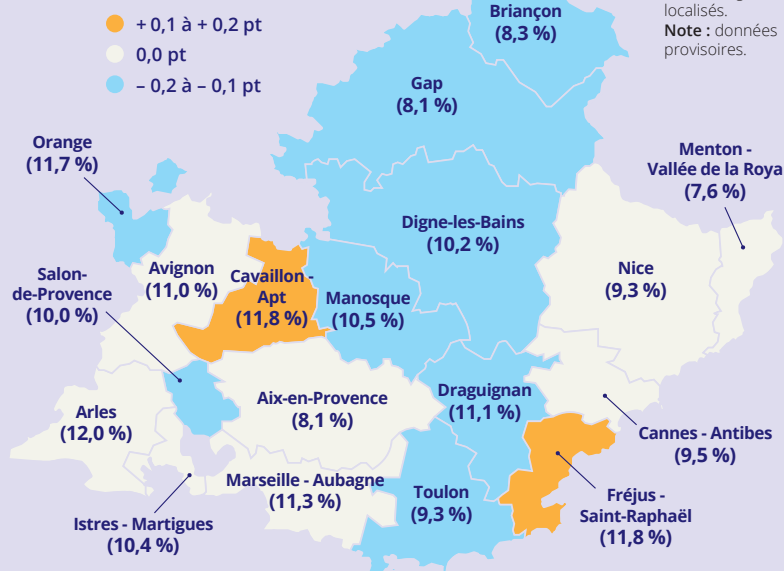 + 0,1 à + 0,2 pt
0,0 pt
– 0,2 à – 0,1 pt
localisés.
Note : données
provisoires.
Briançon
(8,3 %)
Gap
(8,1 %)
Orange
(11,7 %)
Menton -
Vallée de la Roya
(7,6 %)
Digne-les-Bains
(10,2 %)
Avignon
(11,0 %)
Cavaillon -
Apt
(11,8 %)
Manosque
(10,5 %)
Nice
(9,3 %)
Salon-
de-Provence
(10,0 %)
Arles
(12,0 %)
Aix-en-Provence
(8,1 %)
Draguignan
(11,1 %)
Cannes - Antibes
(9,5 %)
Marseille - Aubagne
(11,3 %)
Toulon
(9,3 %)
Fréjus -
Saint-Raphaël
(11,8 %)
Istres - Martigues
(10,4 %)